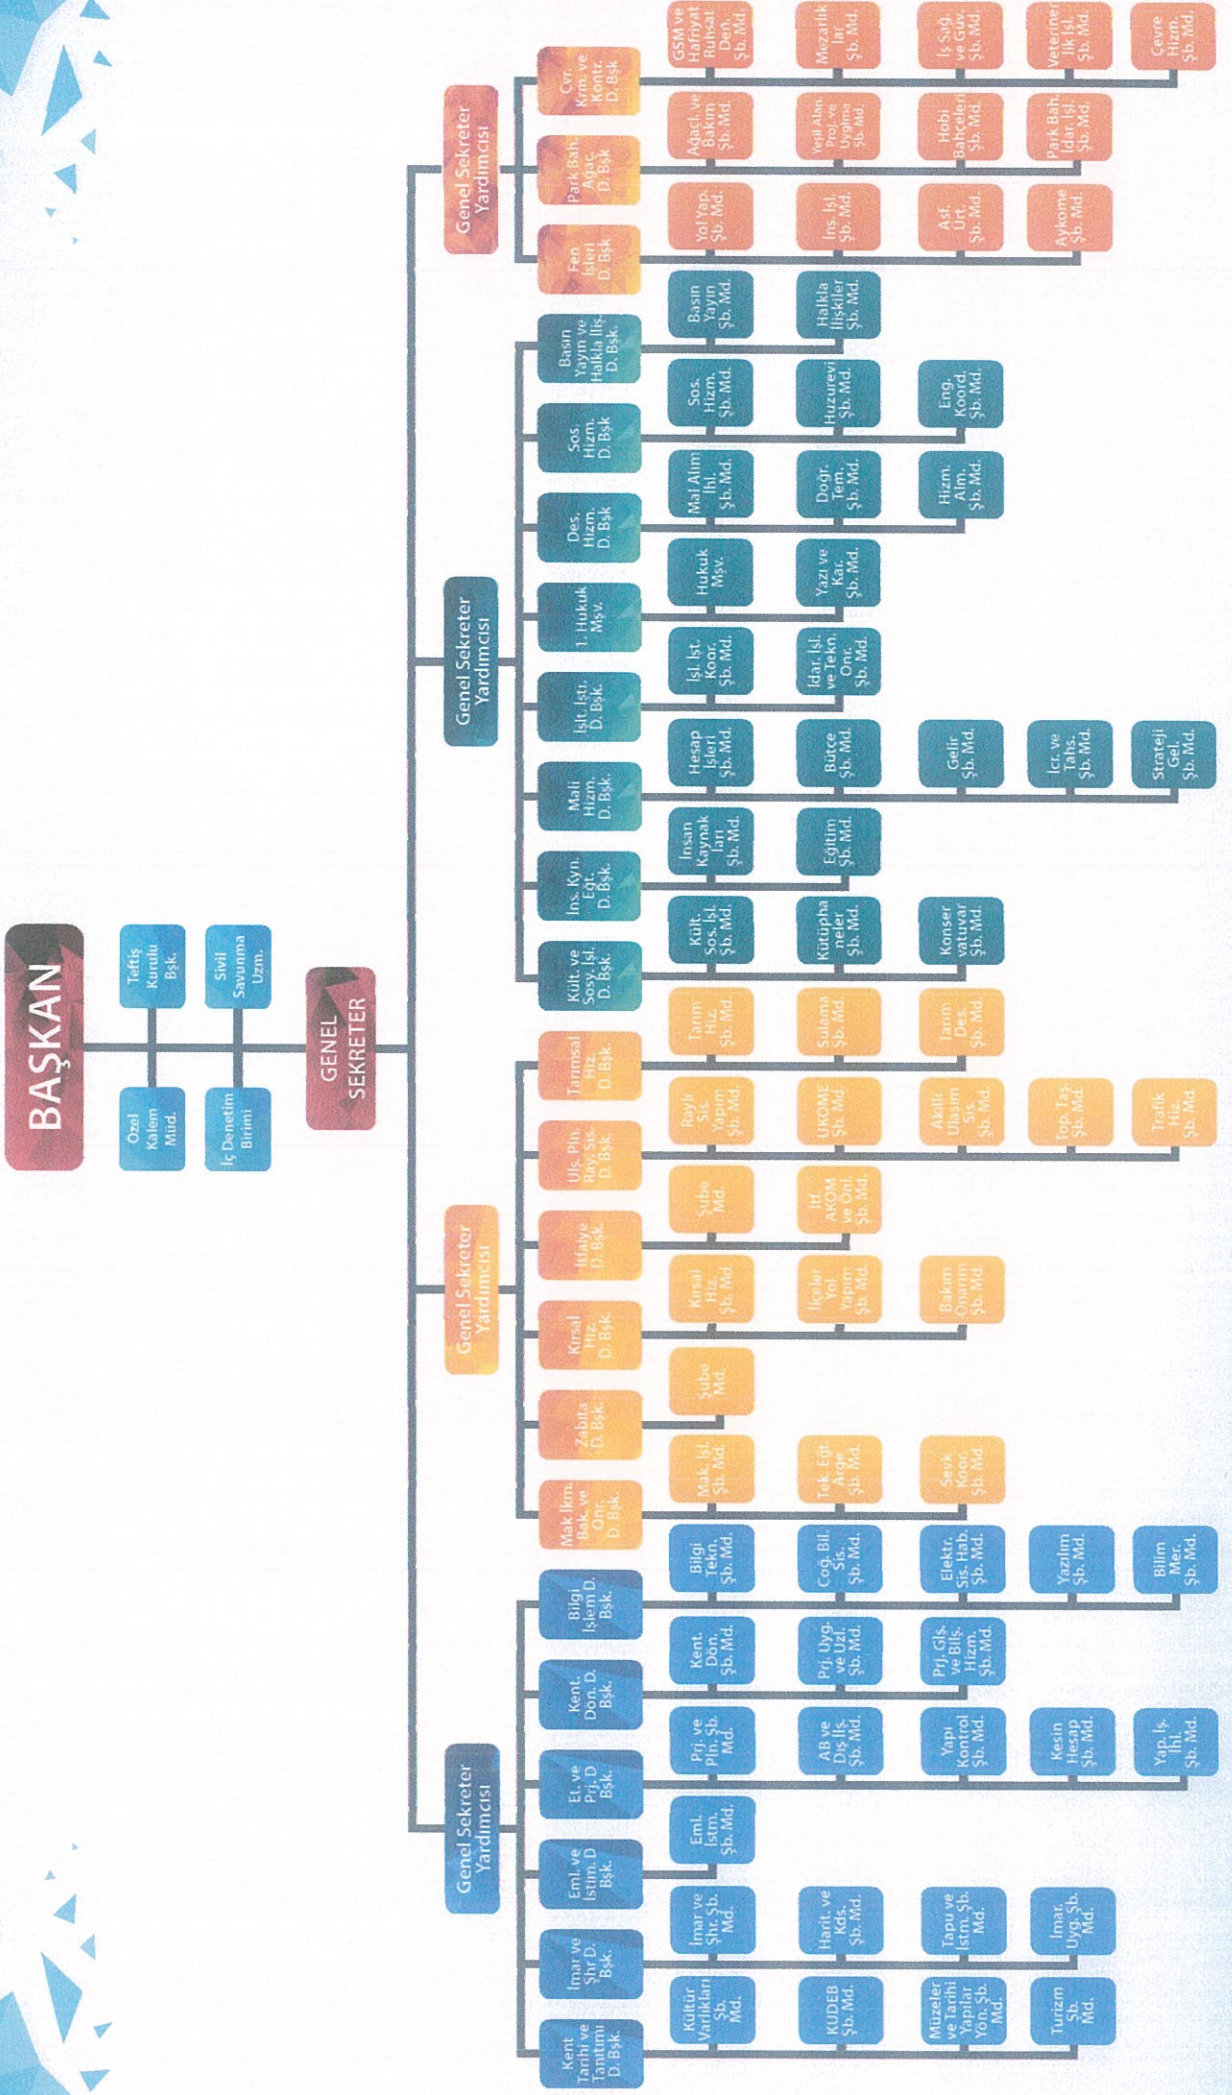 BAŞKAN
Özel
Kalem
Müd.
Teftiş
Kurulu
Bşk.
İç Denetim
Birimi
Sivil
Savunma
Uzm.
GENEL
SEKRETER
Genel Sekreter
Yardımcısı
Genel Sekreter
Yardımcısı
Genel Sekreter
Yardımcısı
Genel Sekreter
Yardımcısı
Kent
Tarihi ve
Tanıtımı
D. Bşk.
Kültür
Varlıkları
Şb.
Md.
KUDEB
Şb. Md.
Müzeler
ve Tarihi
Yapılar
Yön. Şb.
Md.
Turizm
Şb.
Md.
İmar ve
Şhr D.
Bşk.
İmar ve
Şhr. Şb.
Md.
Harit. ve
Kds.
Şb. Md.
Tapu ve
İstm. Şb.
Md.
İmar.
Uyg. Şb.
Md.
Eml. ve
İstim. D
Bşk.
Eml.
İstm.
Şb. Md.
Et. ve
Prj. D
Bşk.
Prj. ve
Pln. Şb.
Md.
AB ve
Dış İls.
Şb. Md.
Yapı
Kontrol
Şb. Md.
Kesin
Hesap
Şb. Md.
Yap. İş.
İhl.
Şb. Md.
Kent.
Dön. D.
Bşk.
Kent.
Dön.
Şb. Md.
Prj. Uyg.
ve Uzl.
Şb. Md.
Prj. Glş.
ve Bilş.
Hizm.
Şb. Md.
Bilgi
İşlem D.
Bşk.
Bilgi
Tekn.
Şb. Md.
Coğ. Bil.
Sis.
Şb. Md.
Elektr.
Sis. Hab.
Şb. Md.
Yazılım
Şb. Md.
Bilim
Mer.
Şb. Md.
Mak.İkm.
Bak. ve
Onr.
D. Bşk.
Mak. İşl.
Şb. Md.
Tek. Eğt
Arge
Şb. Md.
Sevk
Koor.
Şb. Md.
Zabıta
D. Bşk.
Şube
Md.
Kırsal
Hiz.
D. Bşk.
Kırsal
Hiz.
Şb. Md.
İlçeler
Yol
Yapım
Şb. Md.
Bakım
Onarım
Şb. Md.
İtfaiye
D. Bşk.
Şube
Md.
İtf.
AKOM
ve Önl.
Şb. Md.
Ulş. Pln.
Ray. Sis.
D. Bşk.
Raylı
Sis.
Yapım
Şb. Md.
UKOME
Şb. Md.
Akıllı
Ulaşım
Sis.
Şb. Md.
Top. Taş.
Şb. Md.
Trafik
Hiz.
Şb. Md.
Tarımsal
Hiz.
D. Bşk.
Tarım
Hiz.
Şb. Md.
Sulama
Şb. Md.
Tarım
Des.
Şb. Md.
Kült. ve
Sosy. İşl.
D. Bşk.
Kült.
Sos. İşl.
Şb. Md.
Kütüpha
neler
Şb. Md.
Konser
vatuvar
Şb. Md.
İns. Kyn.
Eğt.
D. Bşk.
İnsan
Kaynak
ları
Şb. Md.
Eğitim
Şb. Md.
Mali
Hizm.
D. Bşk.
Hesap
İşleri
Şb. Md.
Bütçe
Şb. Md.
Gelir
Şb. Md.
İcr. ve
Tahs.
Şb. Md.
Strateji
Gel.
Şb. Md.
İşlt. İştı.
D. Bşk.
İşl. İst.
Koor.
Şb. Md.
İdar. İşl.
ve Tekn.
Onr.
Şb. Md.
1. Hukuk
Mşv.
Hukuk
Mşv.
Yazı ve
Kar.
Şb. Md.
Des.
Hizm.
D. Bşk
Mal Alım
İhl.
Şb. Md.
Doğr.
Tem.
Şb. Md.
Hizm.
Alm.
Şb. Md.
Sos.
Hizm.
D. Bşk
Sos.
Hizm.
Şb. Md.
Huzurevi
Şb. Md.
Eng.
Koord.
Şb. Md.
Basın
Yayın ve
Halkla İliş.
D. Bşk.
Basın
Yayın
Şb. Md.
Halkla
İlişkiler
Şb. Md.
Fen
İşleri
D. Bşk
Yol Yap.
Şb. Md.
İns. İşl.
Şb. Md.
Asf.
Ürt.
Şb. Md.
Aykome
Şb. Md.
Park Bah.
Ağaç.
D. Bşk
Ağaçl. ve
Bakım
Şb. Md.
Yeşil Alan.
Proj. ve
Uyglma
Şb. Md.
Hobi
Bahçeleri
Şb. Md.
Park Bah.
İdar. İşl.
Şb. Md.
Çvr.
Krm. ve
Kontr.
D. Bşk
GSM ve
Hafriyat
Ruhsat
Den.
Şb. Md.
Mezarlık
lar
Şb. Md.
İş Sağ.
ve Güv.
Şb. Md.
Veteriner
lik İşl.
Şb. Md.
Çevre
Hizm.
Şb. Md.